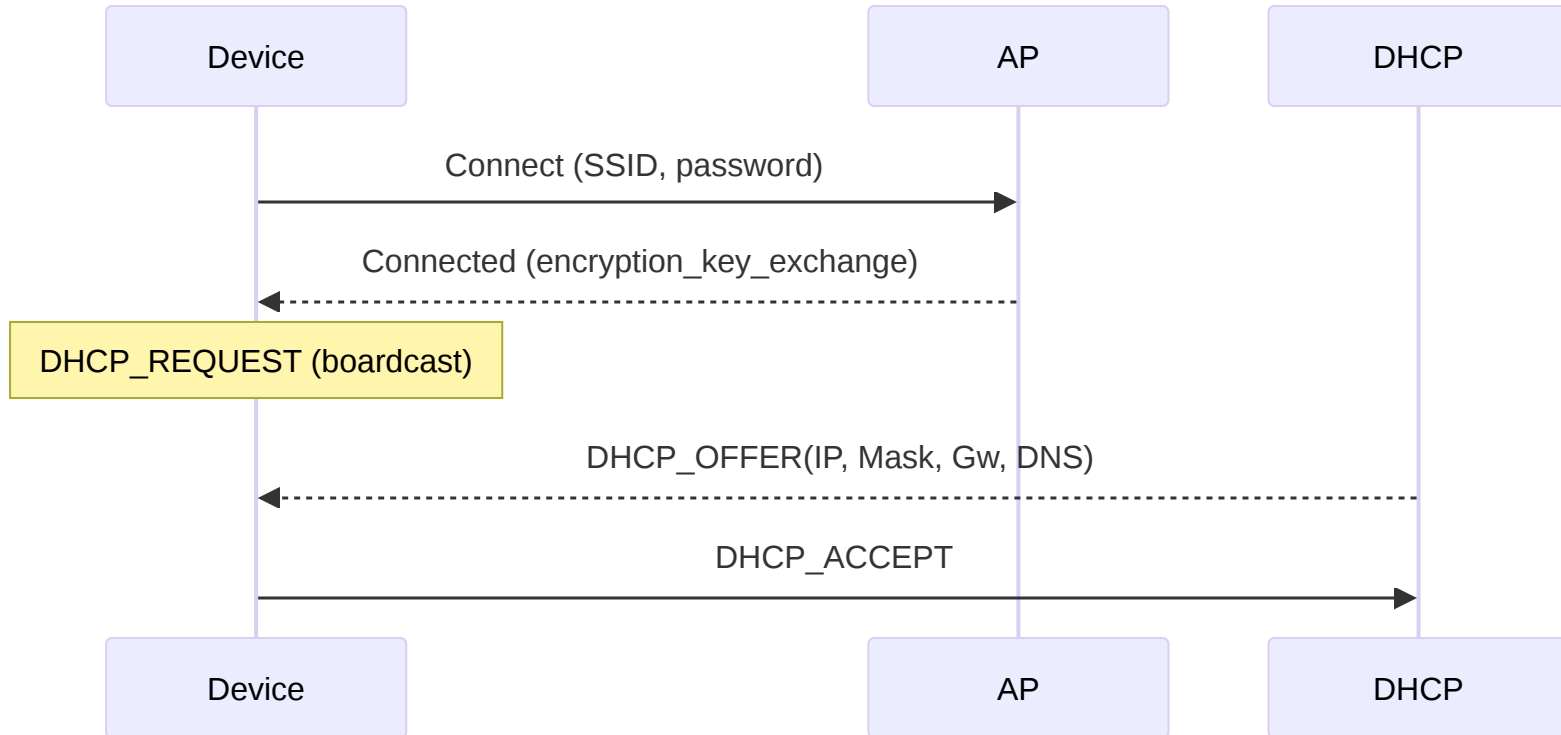 Device
AP
DHCP
Connect (SSID, password)
Connected (encryption_key_exchange)
DHCP_REQUEST (boardcast)
DHCP_OFFER(IP, Mask, Gw, DNS)
DHCP_ACCEPT
Device
AP
DHCP